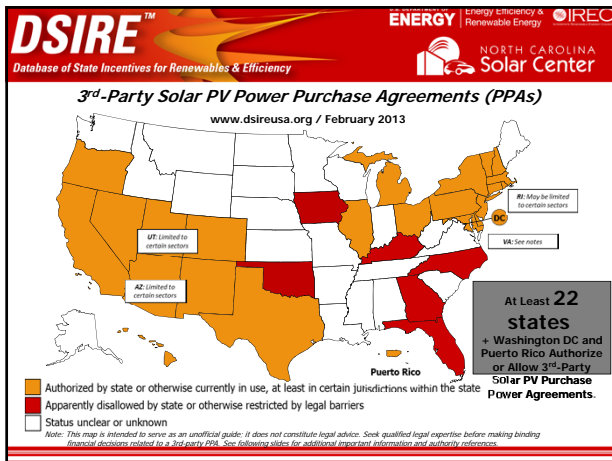 DSIRE™
Database of State Incentives for Renewables & Efficiency
U.S. DEPARTMENT OF
ENERGY
Energy Efficiency &
Renewable Energy
IREC
NORTH CAROLINA
Solar Center
3rd-Party Solar PV Power Purchase Agreements (PPAs)
www.dsireusa.org / February 2013
RI: May be limited
to certain sectors
DC
UT: Limited to
certain sectors
VA: See notes
AZ: Limited to
certain sectors
At Least 22
states
+ Washington DC and
Puerto Rico Authorize
or Allow 3rd-Party
Solar PV Purchase
Power Agreements.
Puerto Rico
Authorized by state or otherwise currently in use, at least in certain jurisdictions within the state
Apparently disallowed by state or otherwise restricted by legal barriers
Status unclear or unknown
Note: This map is intended to serve as an unofficial guide; it does not constitute legal advice. Seek qualified legal expertise before making binding
financial decisions related to a 3rd-party PPA. See following slides for additional important information and authority references.